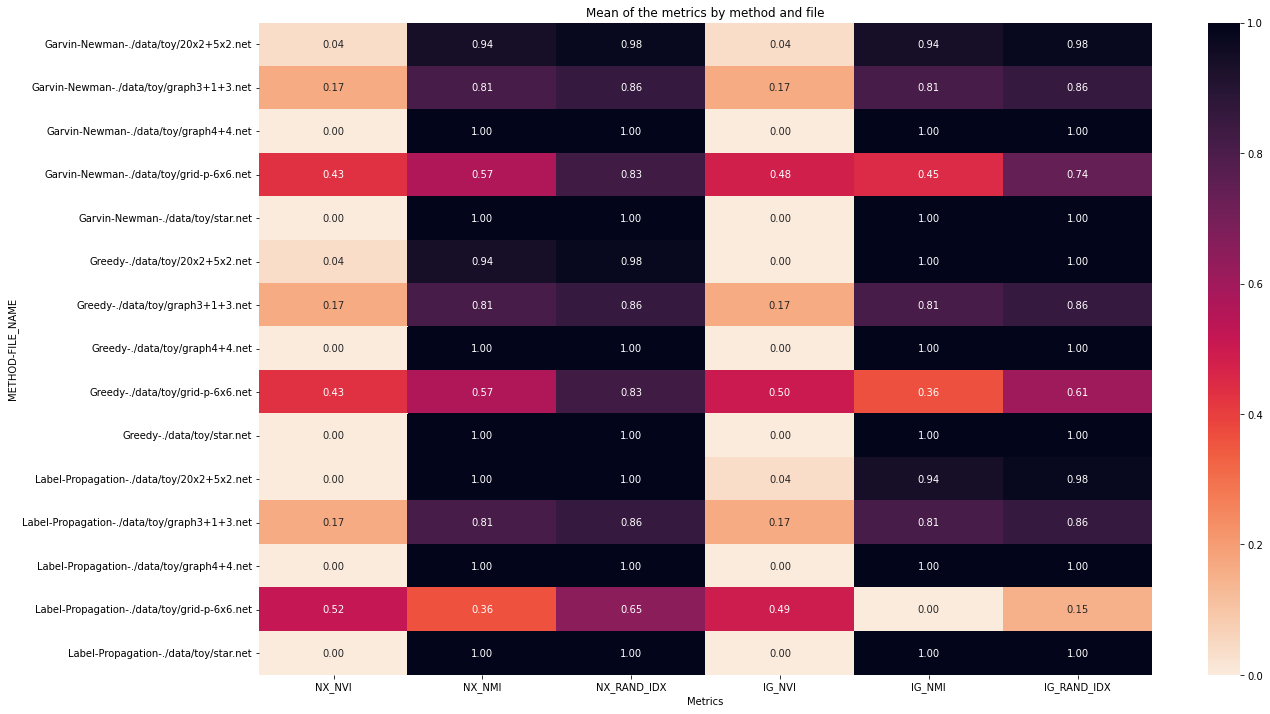 Mean of the metrics by method and file
METHOD-FILE_NAME
Garvin-Newman-./data/toy/20x2+5x2.net 0.04 0.94 0.98 0.04 0.94 0.98
Garvin-Newman-./data/toy/graph3+1+3.net 0.17 0.81 0.86 0.17 0.81 0.86
Garvin-Newman-./data/toy/graph4+4.net 0.00 1.00 1.00 0.00 1.00 1.00
Garvin-Newman-./data/toy/grid-p-6x6.net 0.43 0.57 0.83 0.48 0.45 0.74
Garvin-Newman-./data/toy/star.net 0.00 1.00 1.00 0.00 1.00 1.00
Greedy-./data/toy/20x2+5x2.net 0.04 0.94 0.98 0.00 1.00 1.00
Greedy-./data/toy/graph3+1+3.net 0.17 0.81 0.86 0.17 0.81 0.86
Greedy-./data/toy/graph4+4.net 0.00 1.00 1.00 0.00 1.00 1.00
Greedy-./data/toy/grid-p-6x6.net 0.43 0.57 0.83 0.50 0.36 0.61
Greedy-./data/toy/star.net 0.00 1.00 1.00 0.00 1.00 1.00
Label-Propagation-./data/toy/20x2+5x2.net 0.00 1.00 1.00 0.04 0.94 0.98
Label-Propagation-./data/toy/graph3+1+3.net 0.17 0.81 0.86 0.17 0.81 0.86
Label-Propagation-./data/toy/graph4+4.net 0.00 1.00 1.00 0.00 1.00 1.00
Label-Propagation-./data/toy/grid-p-6x6.net 0.52 0.36 0.65 0.49 0.00 0.15
Label-Propagation-./data/toy/star.net 0.00 1.00 1.00 0.00 1.00 1.00
NX_NVI NX_NMI NX_RAND_IDX IG_NVI IG_NMI IG_RAND_IDX
Metrics
1.0
0.8
0.6
0.4
0.2
0.0